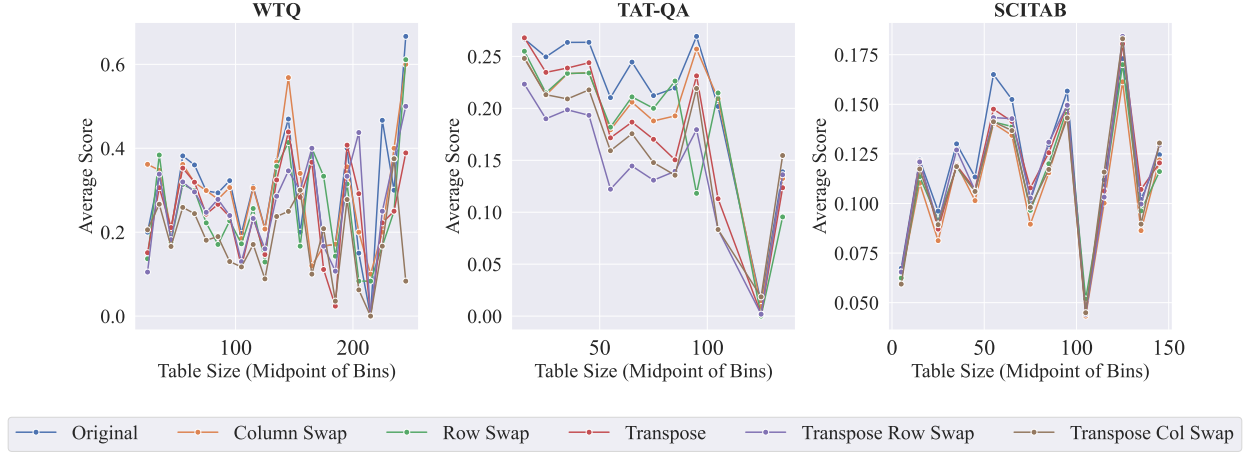 WTQ
TAT-QA
SCITAB
Average Score
0.6
0.4
0.2
0.0
100
200
Table Size (Midpoint of Bins)
Average Score
0.25
0.20
0.15
0.10
0.05
0.00
50
100
Table Size (Midpoint of Bins)
Average Score
0.175
0.150
0.125
0.100
0.075
0.050
0
50
100
150
Table Size (Midpoint of Bins)
Original
Column Swap
Row Swap
Transpose
Transpose Row Swap
Transpose Col Swap